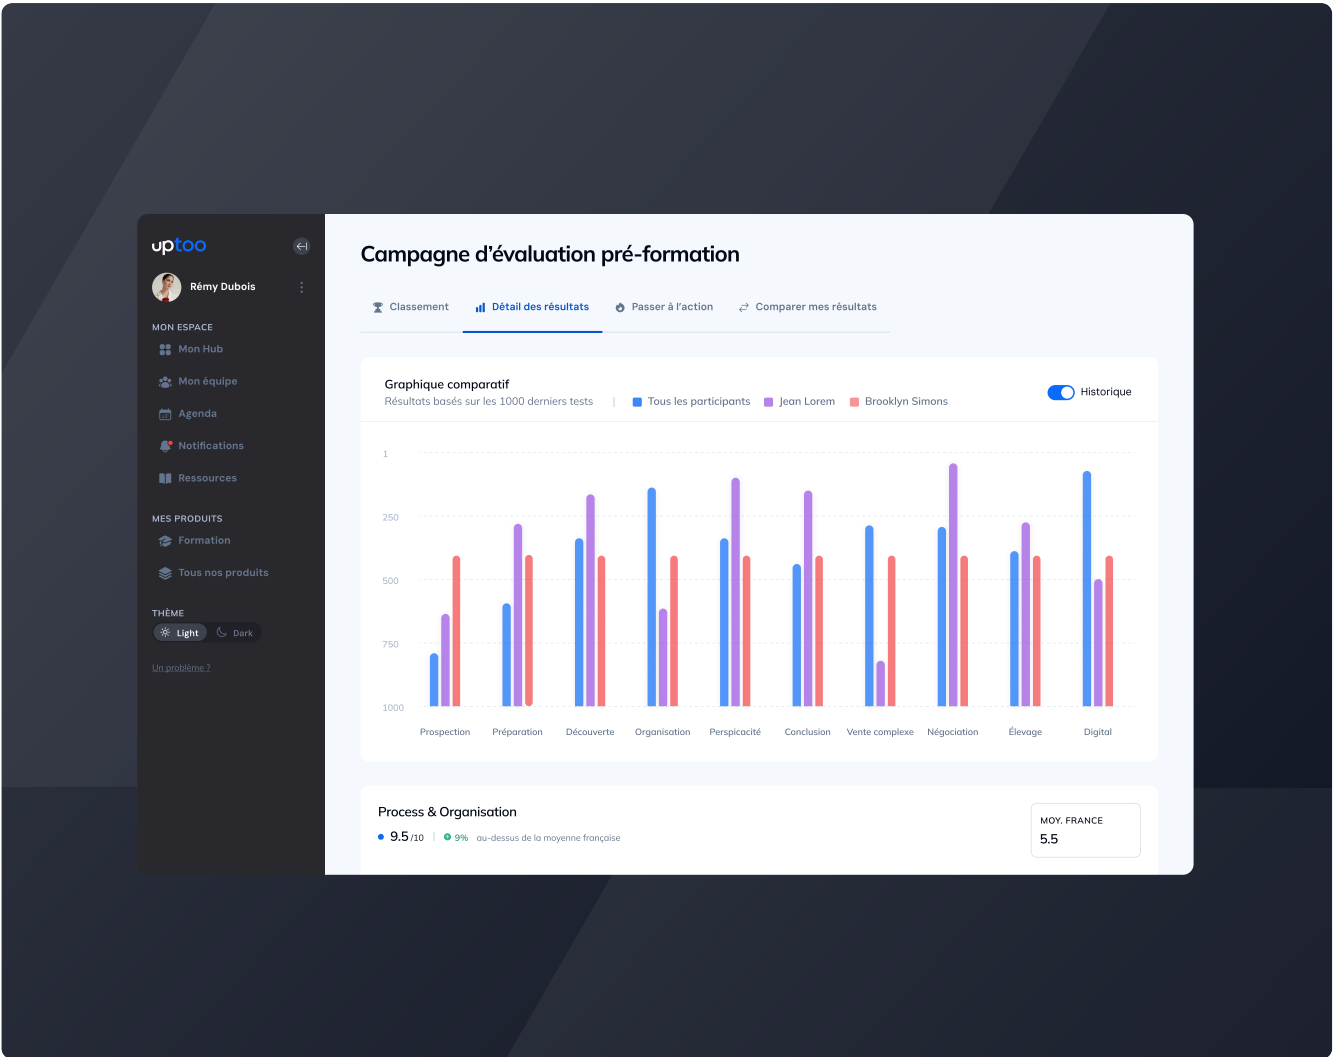 uptoo
Rémy Dubois
MON ESPACE
Mon Hub
Mon équipe
Agenda
Notifications
Ressources
MES PRODUITS
Formation
Tous nos produits
THÈME
Light Dark
Un problème ?
Campagne d’évaluation pré-formation
Classement Détail des résultats Passer à l’action Comparer mes résultats
Graphique comparatif
Résultats basés sur les 1000 derniers tests | Tous les participants Jean Lorem Brooklyn Simons
Historique
1
250
500
750
1000
Prospection Préparation Découverte Organisation Perspicacité Conclusion Vente complexe Négociation Élevage Digital
Process & Organisation
9.5 /10 | 9% au-dessus de la moyenne française
MOY. FRANCE
5.5